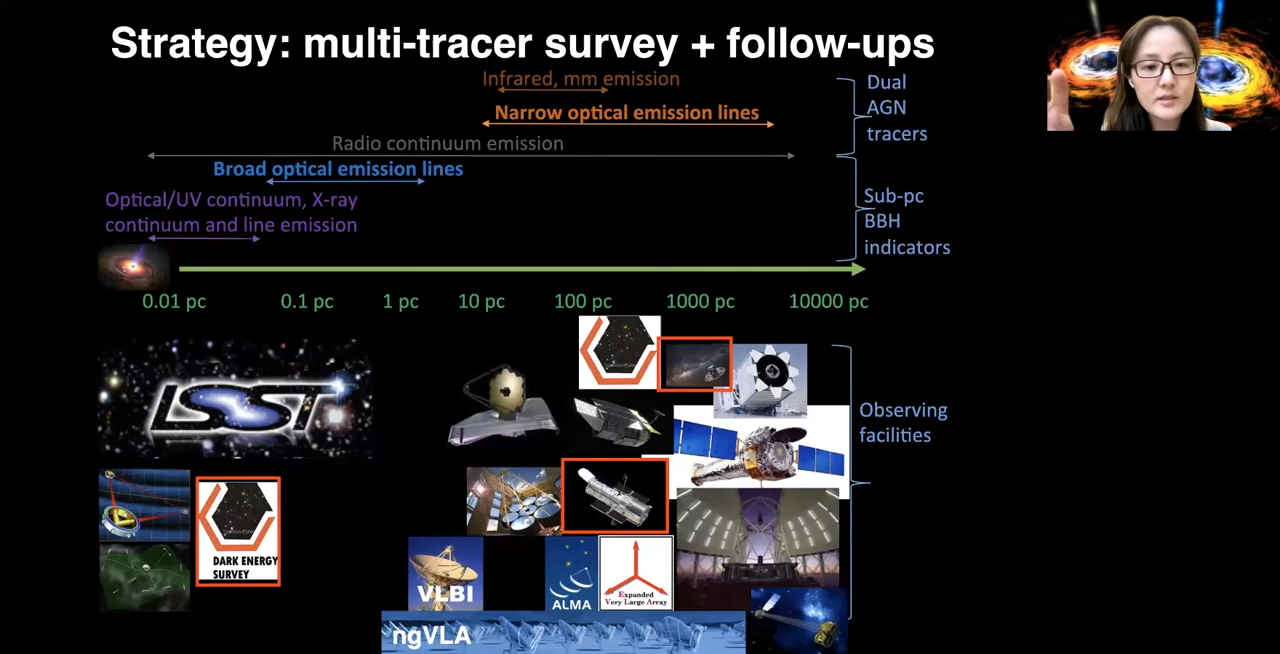 Strategy: multi-tracer survey + follow-ups
Infrared, mm emission
Narrow optical emission lines
Radio continuum emission
Broad optical emission lines
Optical/UV continuum, X-ray
continuum and line emission
Dual
AGN
tracers
Sub-pc
BBH
indicators
0.01 pc 0.1 pc 1 pc 10 pc 100 pc 1000 pc 10000 pc
LSST
Observing
facilities
DARK ENERGY
SURVEY
VLBI
ALMA
Expanded
Very Large Array
ngVLA